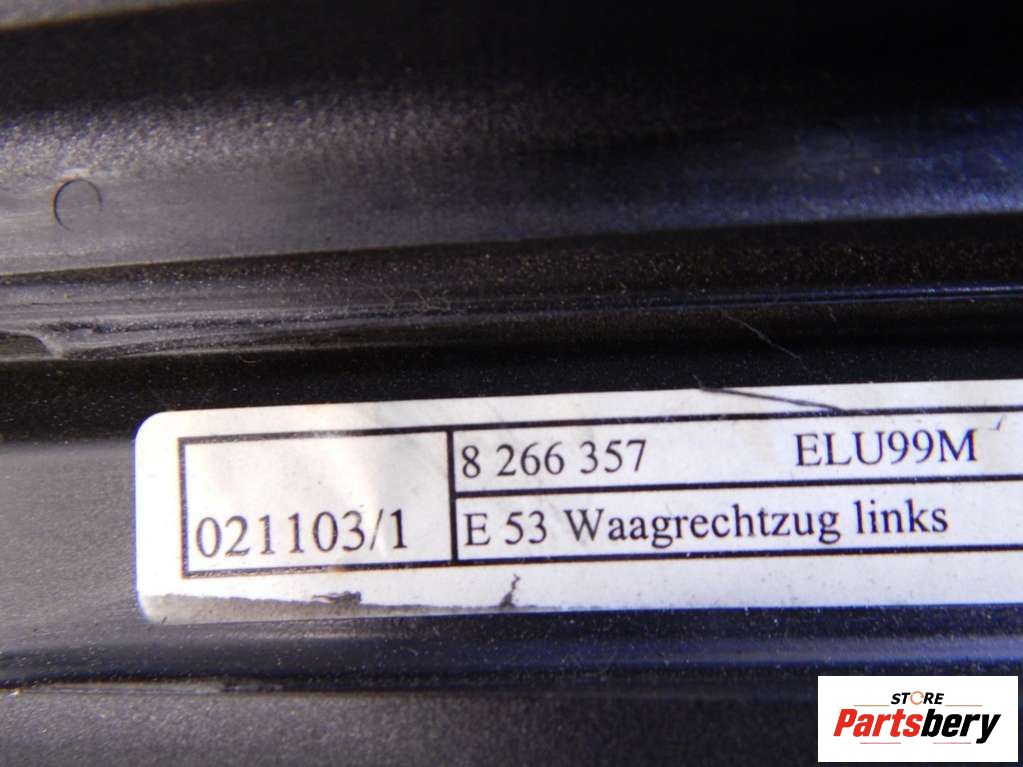 8 266 357 ELU99M
021103/1 E 53 Waagrechtzug links
STORE
Partsbery